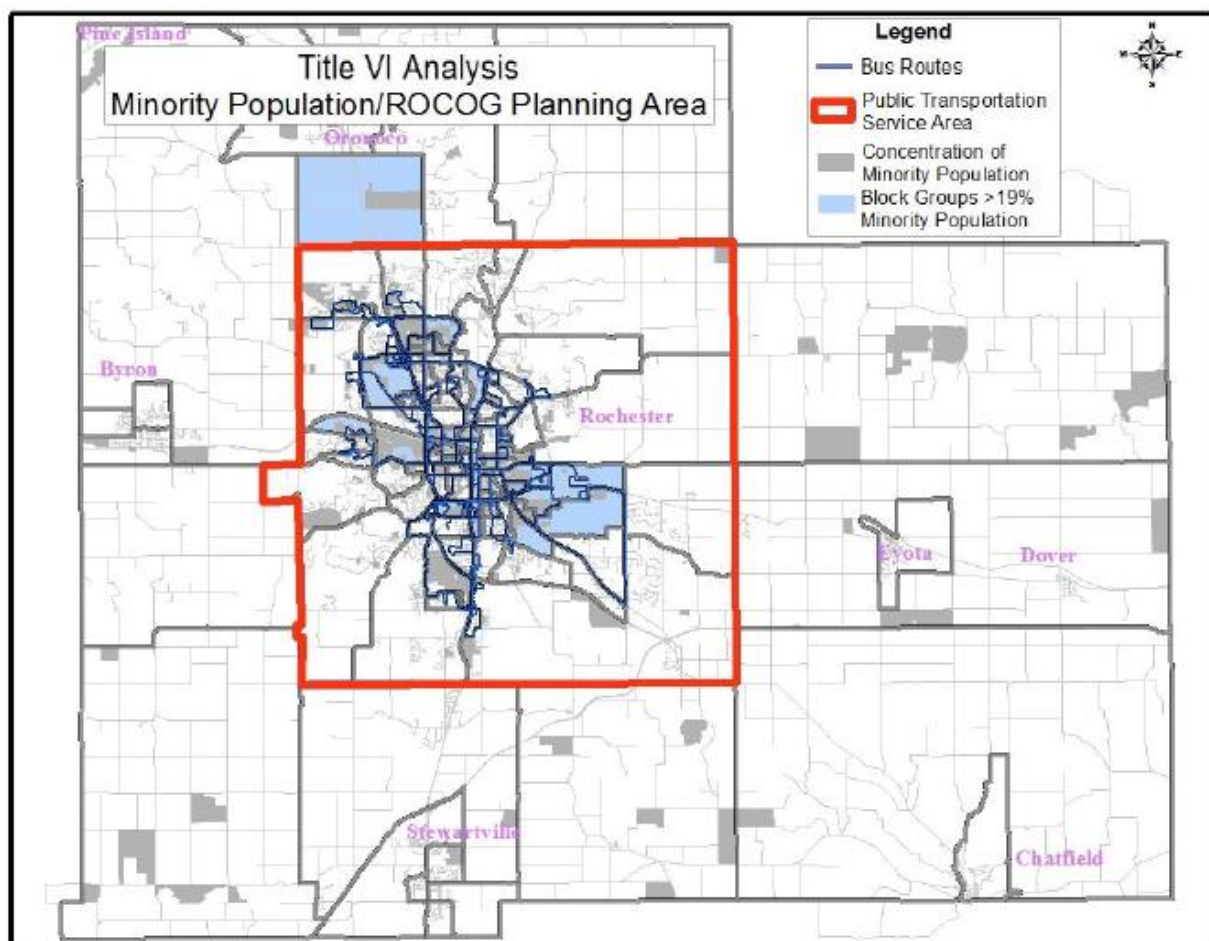 Pine Island
Title VI Analysis
Minority Population/ROCOG Planning Area
Oronoco
Legend
Bus Routes
Public Transportation
Service Area
Concentration of
Minority Population
Block Groups >19%
Minority Population
N
W
E
S
Byron
Rochester
Eyota
Dover
Stewartville
Chatfield